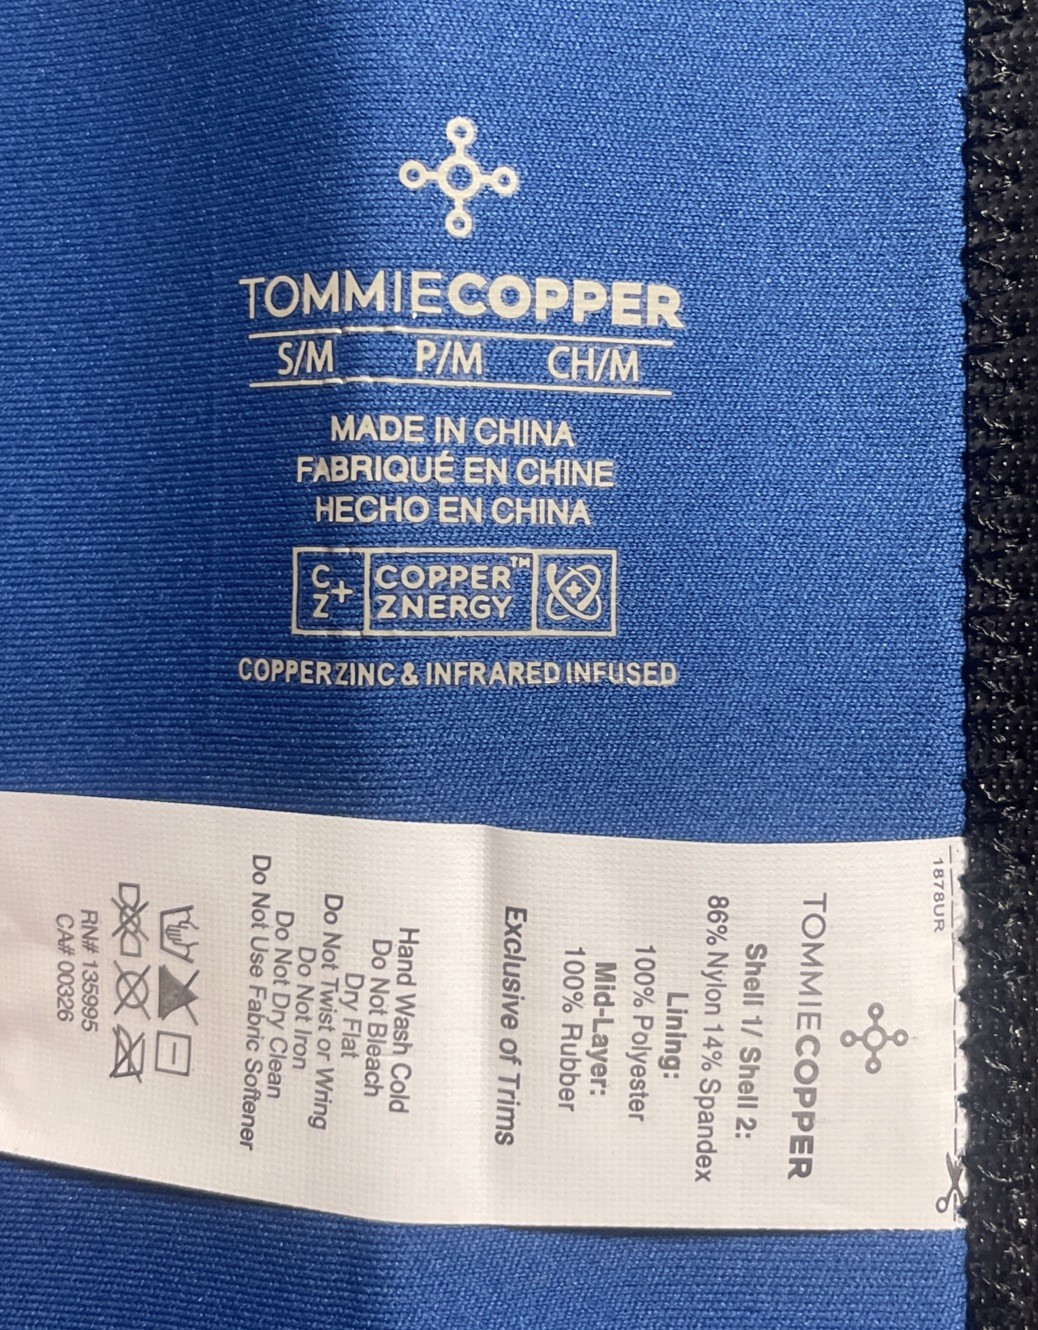 TOMMIECOPPER
S/M P/M CH/M
MADE IN CHINA
FABRIQUÉ EN CHINE
HECHO EN CHINA
C+Z COPPER™ ZNERGY
COPPER ZINC & INFRARED INFUSED
1878UR
TOMMIECOPPER
Shell 1/ Shell 2:
86% Nylon 14% Spandex
Lining:
100% Polyester
Mid-Layer:
100% Rubber
Exclusive of Trims
Hand Wash Cold
Do Not Bleach
Dry Flat
Do Not Twist or Wring
Do Not Iron
Do Not Dry Clean
Do Not Use Fabric Softener
RN# 135995
CA# 00326